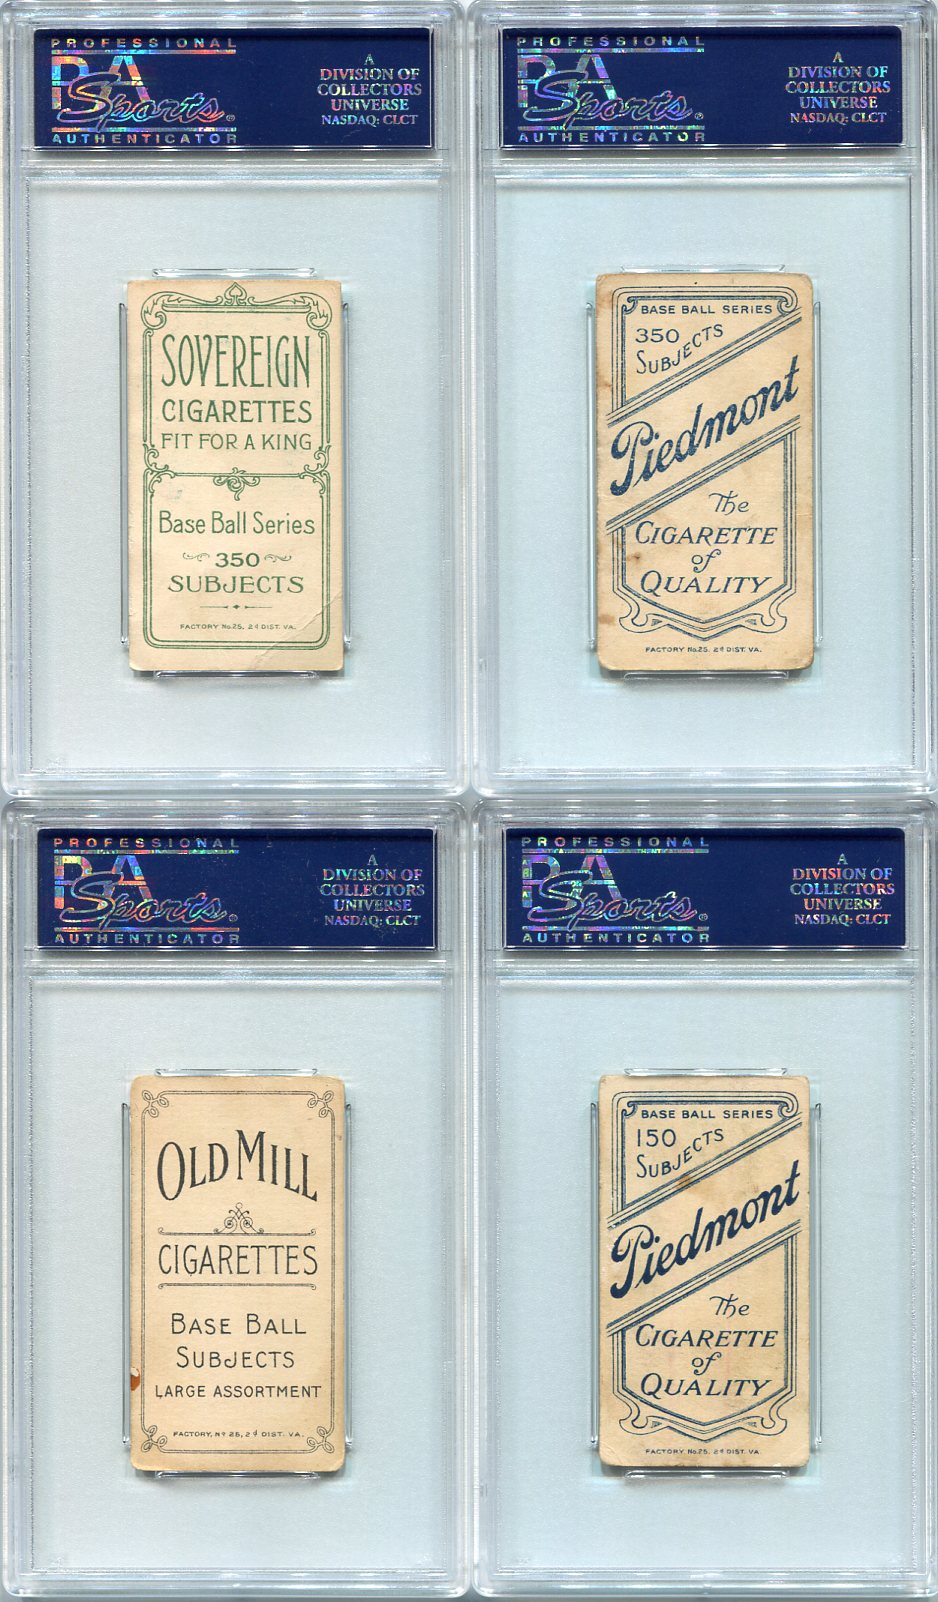 PROFESSIONAL
PSA
Sports®
AUTHENTICATOR
A
DIVISION OF
COLLECTORS
UNIVERSE
NASDAQ: CLCT
SOVEREIGN
CIGARETTES
FIT FOR A KING
Base Ball Series
350
SUBJECTS
FACTORY No. 25, 2d DIST. VA.
PROFESSIONAL
PSA
Sports®
AUTHENTICATOR
A
DIVISION OF
COLLECTORS
UNIVERSE
NASDAQ: CLCT
BASE BALL SERIES
350
SUBJECTS
Piedmont
The
CIGARETTE
of
QUALITY
FACTORY No. 25. 2d DIST. VA.
PROFESSIONAL
PSA
Sports®
AUTHENTICATOR
A
DIVISION OF
COLLECTORS
UNIVERSE
NASDAQ: CLCT
OLD MILL
CIGARETTES
BASE BALL
SUBJECTS
LARGE ASSORTMENT
FACTORY, No 25, 2d DIST. VA.
PROFESSIONAL
PSA
Sports®
AUTHENTICATOR
A
DIVISION OF
COLLECTORS
UNIVERSE
NASDAQ: CLCT
BASE BALL SERIES
150
SUBJECTS
Piedmont
The
CIGARETTE
of
QUALITY
FACTORY No. 25. 2d DIST. VA.